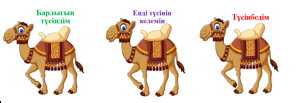 Барлығын
түсіндім
Енді түсініп
келемін
Түсінбедім